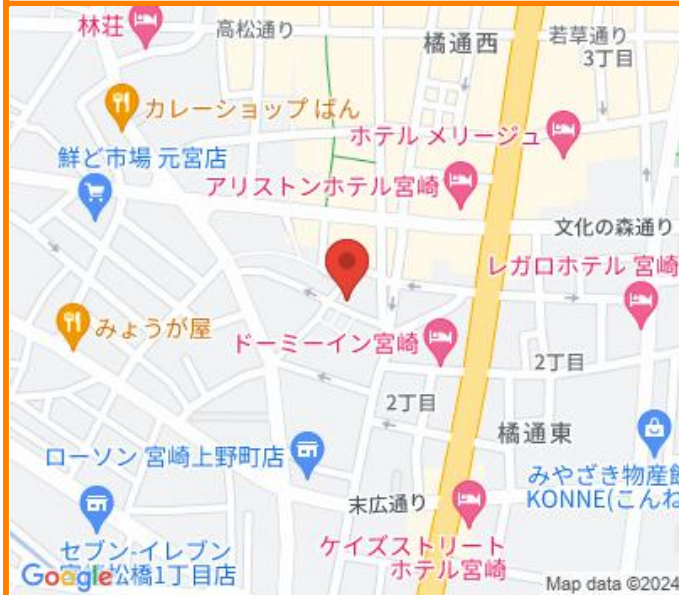 林荘
高松通り
橘通西
若草通り
3丁目
カレーショップ ばん
ホテル メリージュ
鮮ど市場 元宮店
アリストンホテル宮崎
文化の森通り
レガロホテル 宮崎
みょうが屋
ドーミーイン宮崎
2丁目
2丁目
橘通東
ローソン 宮崎上野町店
みやざき物産館
KONNE(こんね
末広通り
セブン-イレブン
松橋1丁目店
ケイズストリート
ホテル宮崎
Google
Map data ©2024